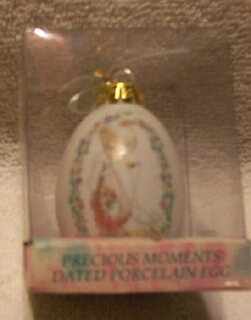 PRECIOUS MOMENTS
DATED PORCELAIN EGG